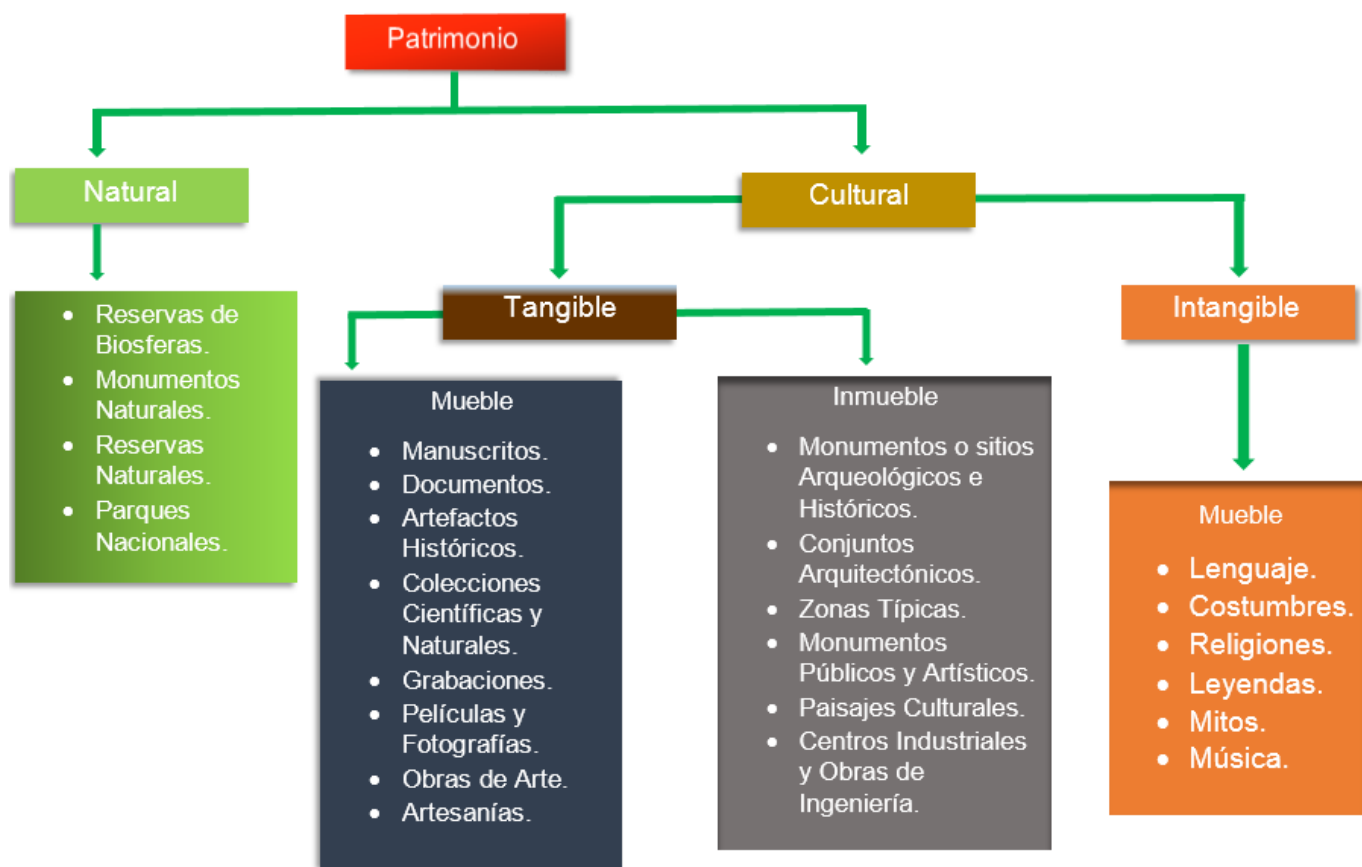 Patrimonio
Natural
Cultural
• Reservas de
Biosferas.
• Monumentos
Naturales.
• Reservas
Naturales.
• Parques
Nacionales.
Tangible
Intangible
Mueble
• Manuscritos.
• Documentos.
• Artefactos
Históricos.
• Colecciones
Científicas y
Naturales.
• Grabaciones.
• Películas y
Fotografías.
• Obras de Arte.
• Artesanías.
Inmueble
• Monumentos o sitios
Arqueológicos e
Históricos.
• Conjuntos
Arquitectónicos.
• Zonas Típicas.
• Monumentos
Públicos y Artísticos.
• Paisajes Culturales.
• Centros Industriales
y Obras de
Ingeniería.
Mueble
• Lenguaje.
• Costumbres.
• Religiones.
• Leyendas.
• Mitos.
• Música.